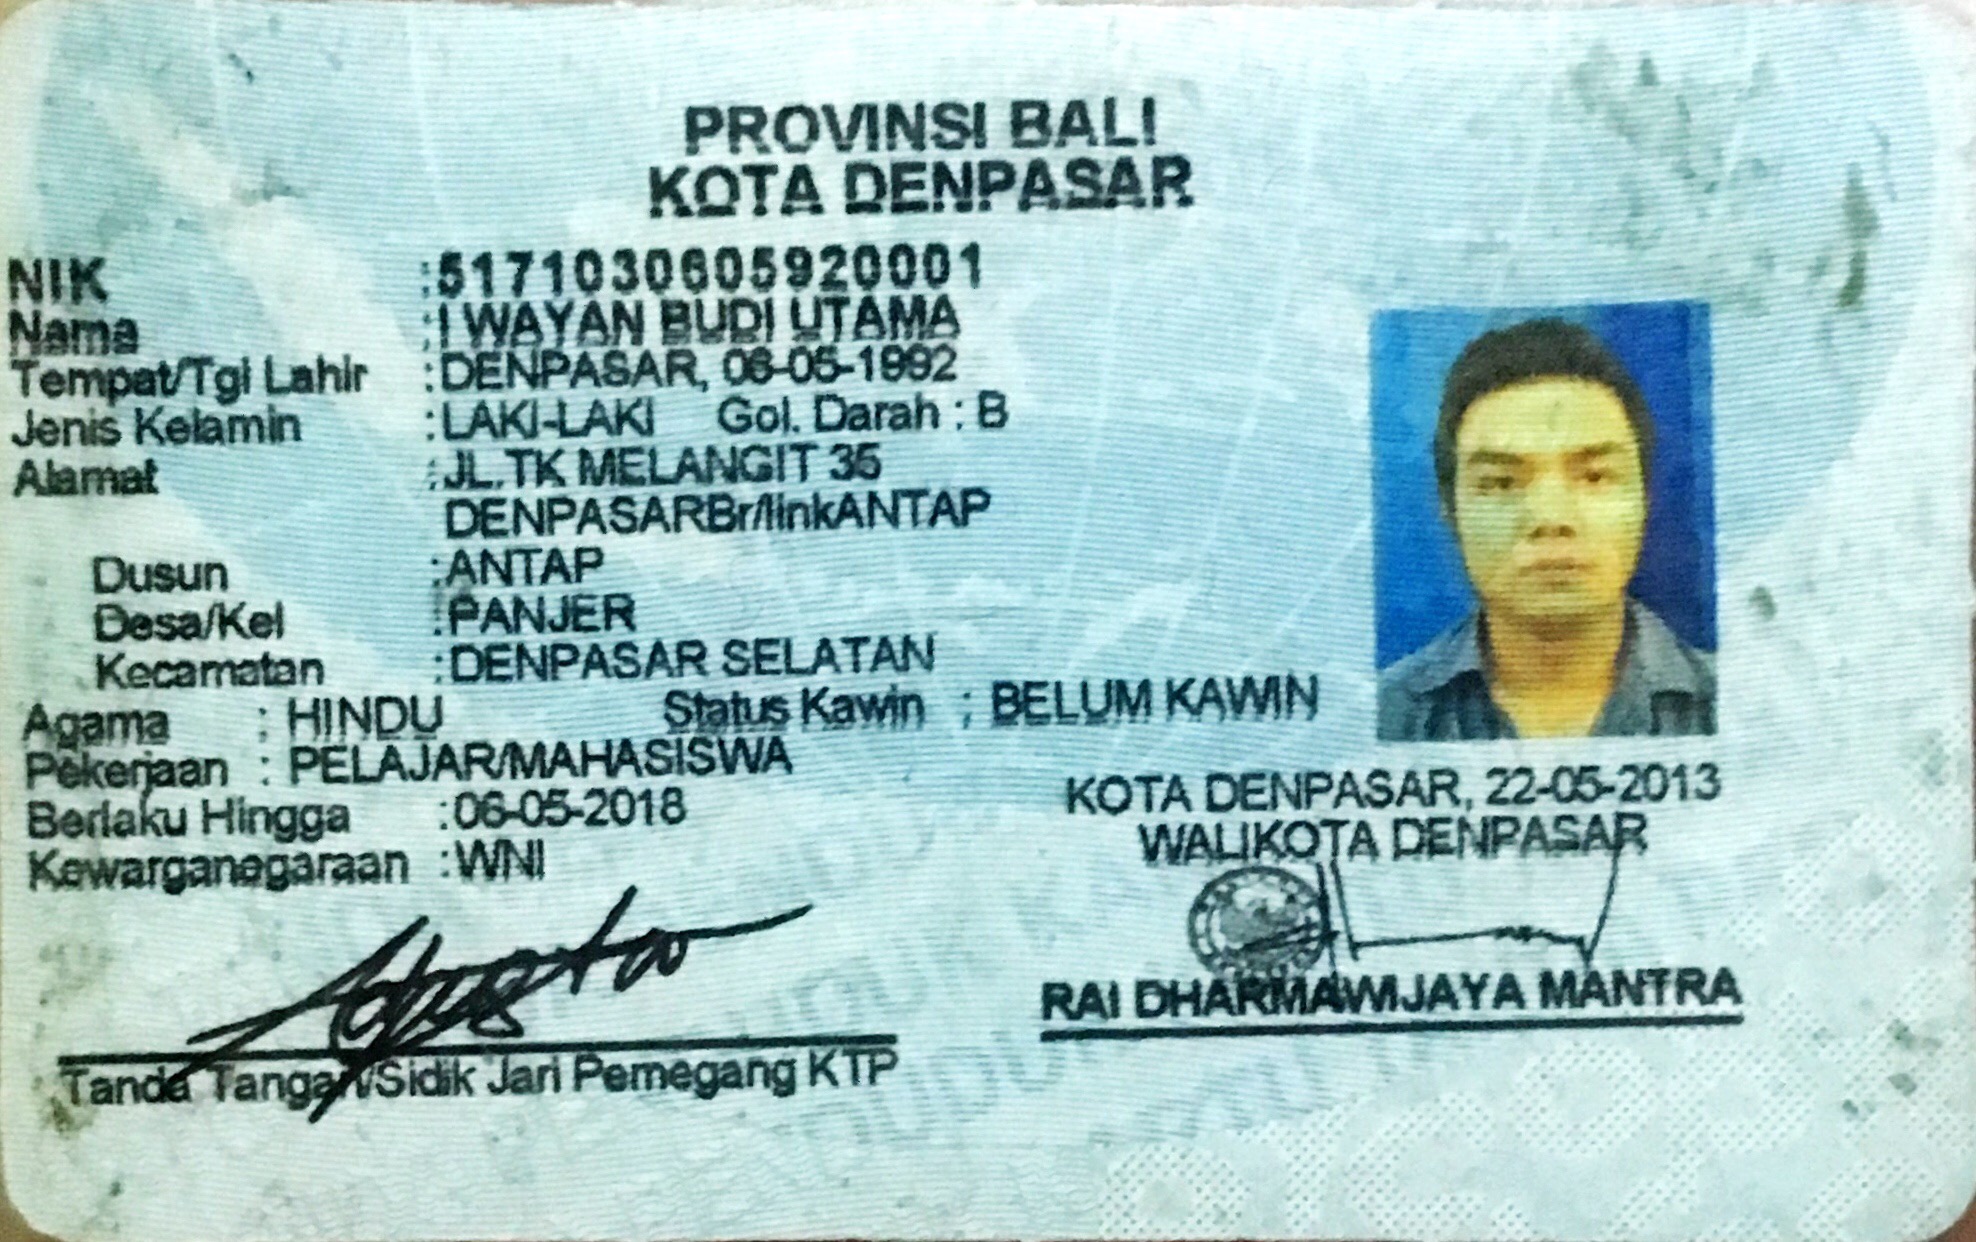 PROVINSI BALI
KOTA DENPASAR
NIK :5171030605920001
Nama :I WAYAN BUDI UTAMA
Tempat/Tgl Lahir :DENPASAR, 06-05-1992
Jenis Kelamin :LAKI-LAKI Gol. Darah : B
Alamat :JL.TK MELANGIT 35
DENPASARBr/linkANTAP
Dusun :ANTAP
Desa/Kel :PANJER
Kecamatan :DENPASAR SELATAN
Agama : HINDU Status Kawin : BELUM KAWIN
Pekerjaan : PELAJAR/MAHASISWA
Berlaku Hingga :06-05-2018
Kewarganegaraan :WNI
KOTA DENPASAR, 22-05-2013
WALIKOTA DENPASAR
RAI DHARMAWIJAYA MANTRA
Tanda Tangan/Sidik Jari Pemegang KTP